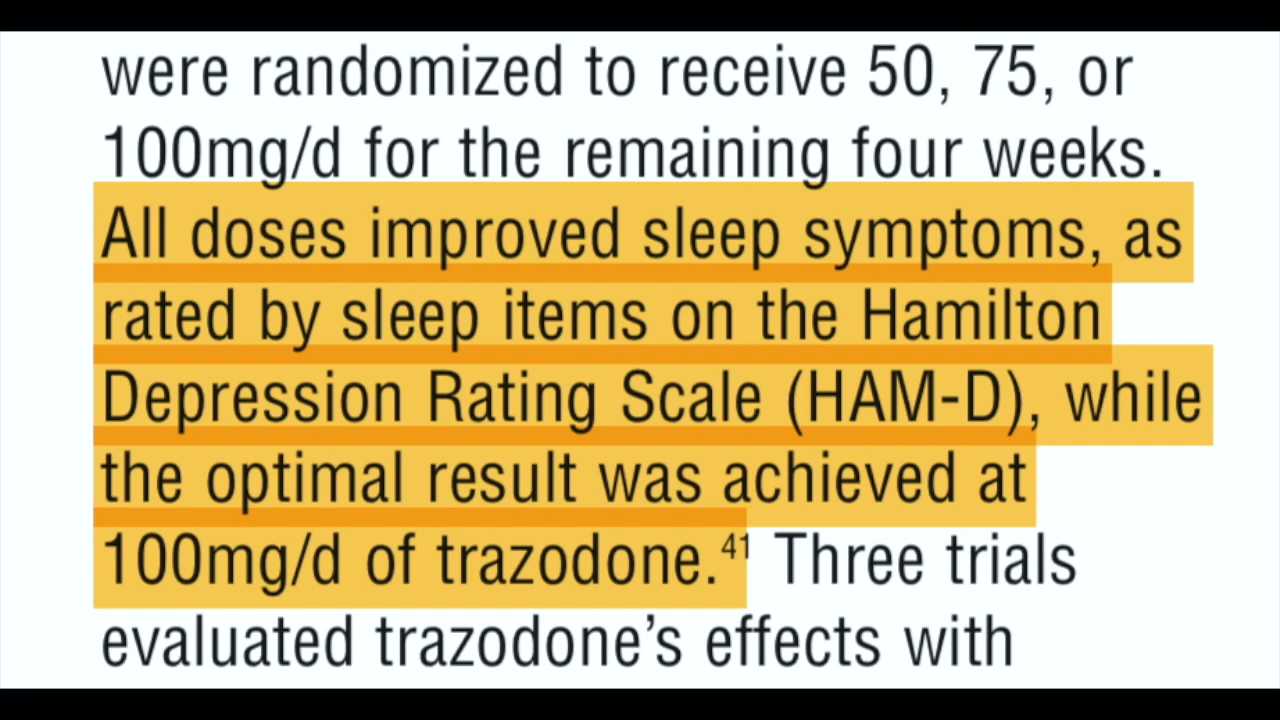 were randomized to receive 50, 75, or
100mg/d for the remaining four weeks.
All doses improved sleep symptoms, as
rated by sleep items on the Hamilton
Depression Rating Scale (HAM-D), while
the optimal result was achieved at
100mg/d of trazodone.⁴¹ Three trials
evaluated trazodone’s effects with